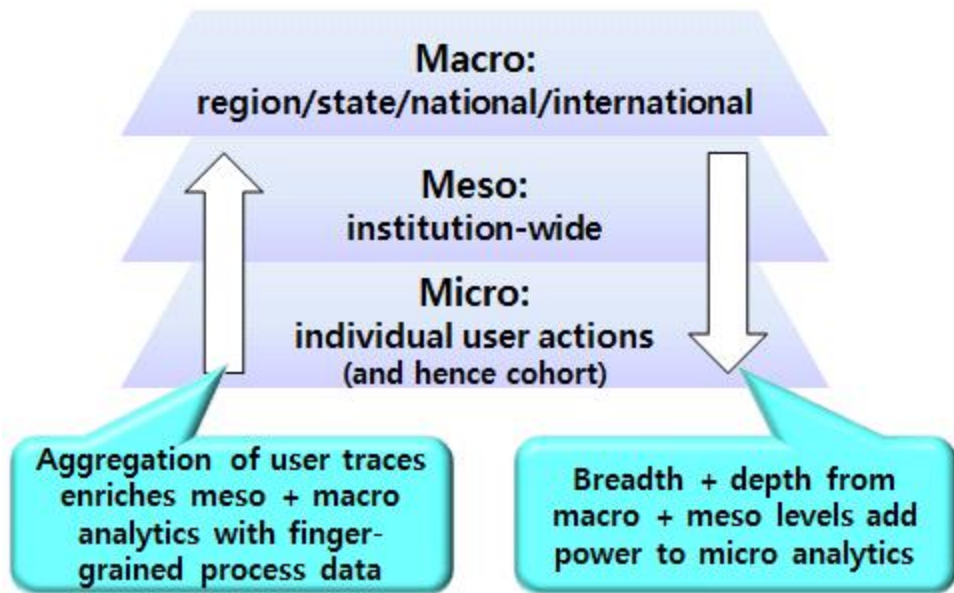 Macro:
region/state/national/international
Meso:
institution-wide
Micro:
individual user actions
(and hence cohort)
Aggregation of user traces
enriches meso + macro
analytics with finger-
grained process data
Breadth + depth from
macro + meso levels add
power to micro analytics